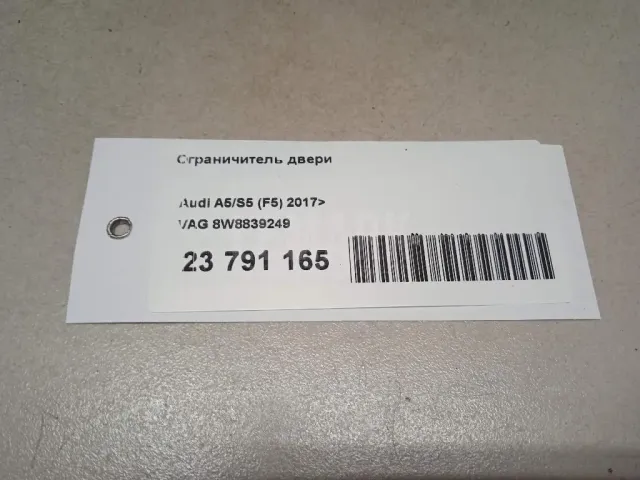 Ограничитель двери
Audi A5/S5 (F5) 2017>
VAG 8W8839249
23 791 165